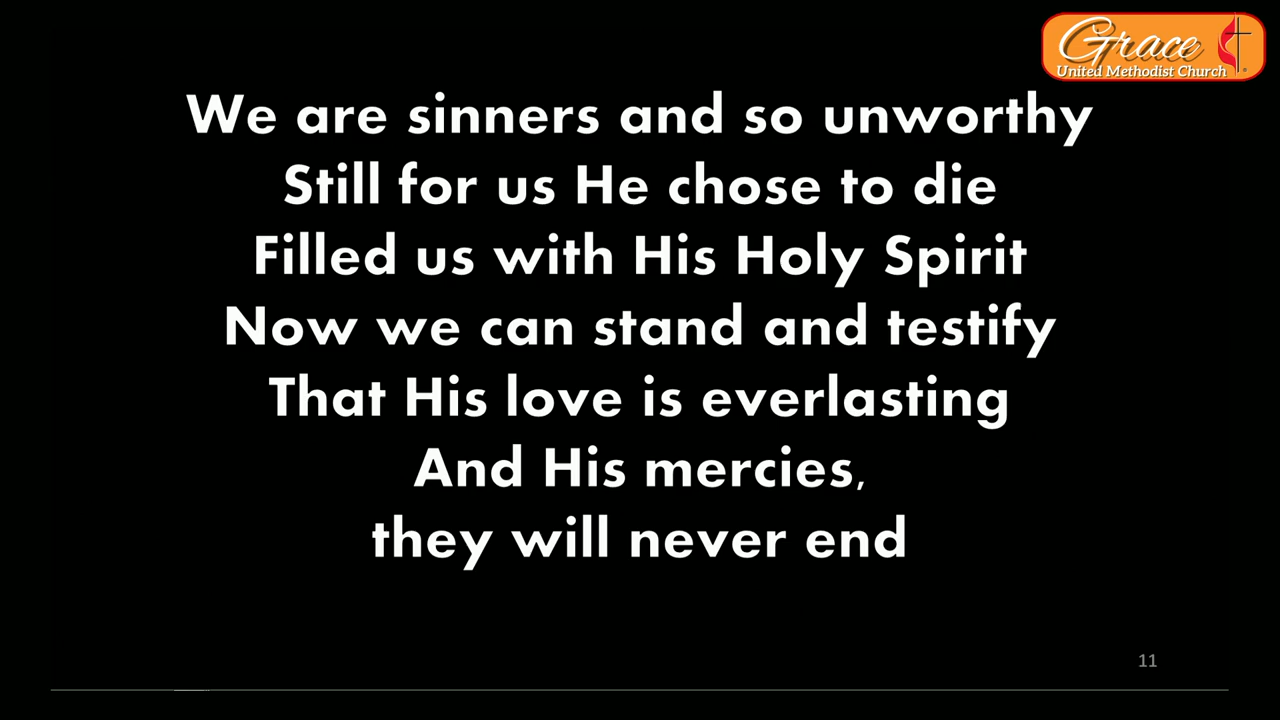 Grace
United Methodist Church
We are sinners and so unworthy
Still for us He chose to die
Filled us with His Holy Spirit
Now we can stand and testify
That His love is everlasting
And His mercies,
they will never end
11